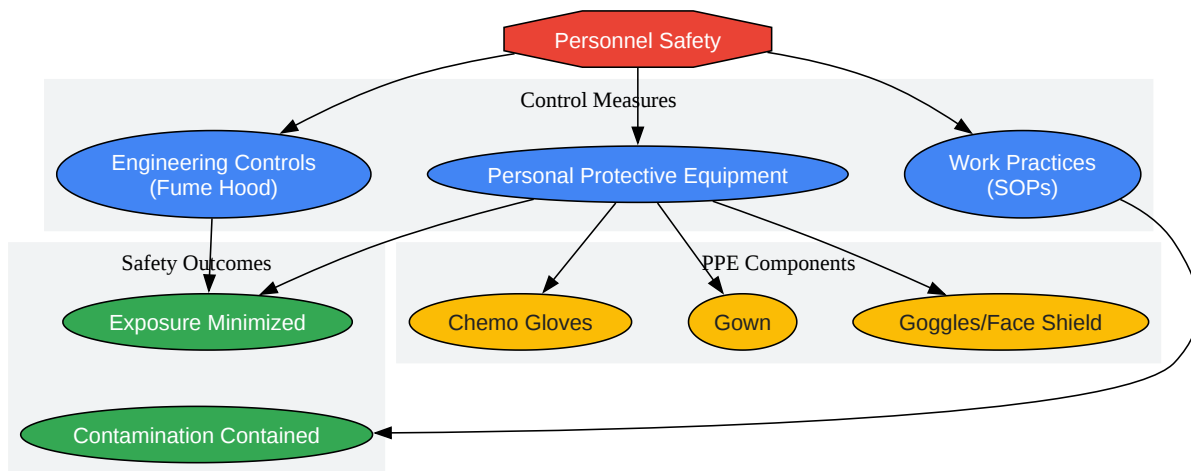 Personnel Safety
Control Measures
Engineering Controls
(Fume Hood)
Personal Protective Equipment
Work Practices
(SOPs)
Safety Outcomes
PPE Components
Exposure Minimized
Chemo Gloves
Gown
Goggles/Face Shield
Contamination Contained